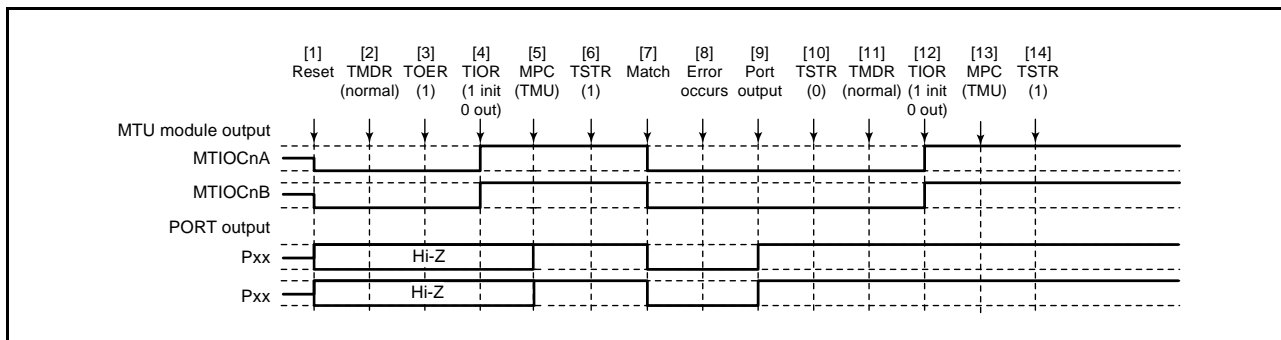 [1] [2] [3] [4] [5] [6] [7] [8] [9] [10] [11] [12] [13] [14]
Reset TMDR TOER TIOR MPC TSTR Match Error Port TSTR TMDR TIOR MPC TSTR
(normal) (1) (1 init (TMU) (1) occurs output (0) (normal) (1 init (TMU) (1)
0 out) 0 out)
MTU module output
MTIOCnA
MTIOCnB
PORT output
Pxx Hi-Z
Pxx Hi-Z